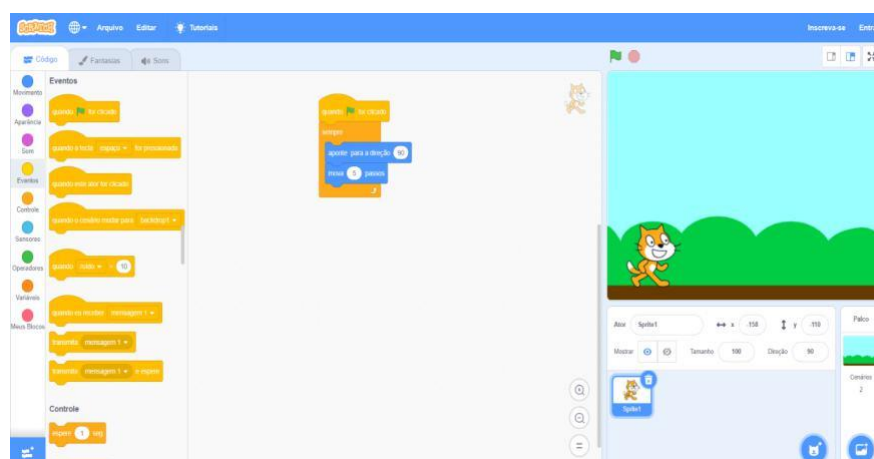 SCRATCH Arquivo Editar Tutoriais Inscreva-se Entr
Código Fantasias Sons
Movimento
Aparência
Som
Eventos
Controle
Sensores
Operadores
Variáveis
Meus Blocos
Eventos
quando for clicado
quando a tecla espaço for pressionada
quando este ator for clicado
quando o cenário mudar para backdrop1
quando ruído > 10
quando eu receber mensagem 1
transmita mensagem 1
transmita mensagem 1 e espere
Controle
espere 1 seg
quando for clicado
sempre
aponte para a direção 90
mova 5 passos
Ator Sprite1 x -158 y -110
Mostrar Tamanho 100 Direção 90
Sprite1
Palco
Cenários
2